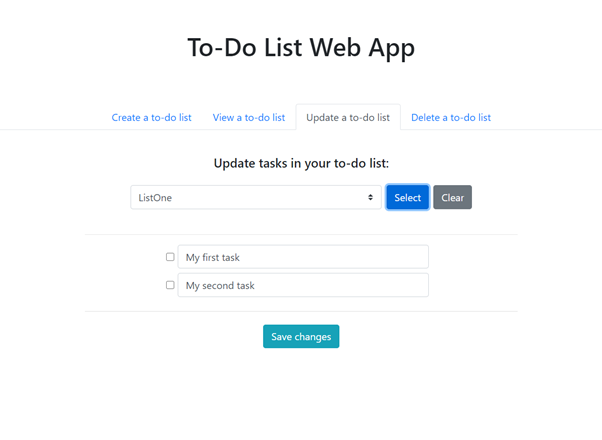 To-Do List Web App
Create a to-do list View a to-do list Update a to-do list Delete a to-do list
Update tasks in your to-do list:
ListOne Select Clear
My first task
My second task
Save changes